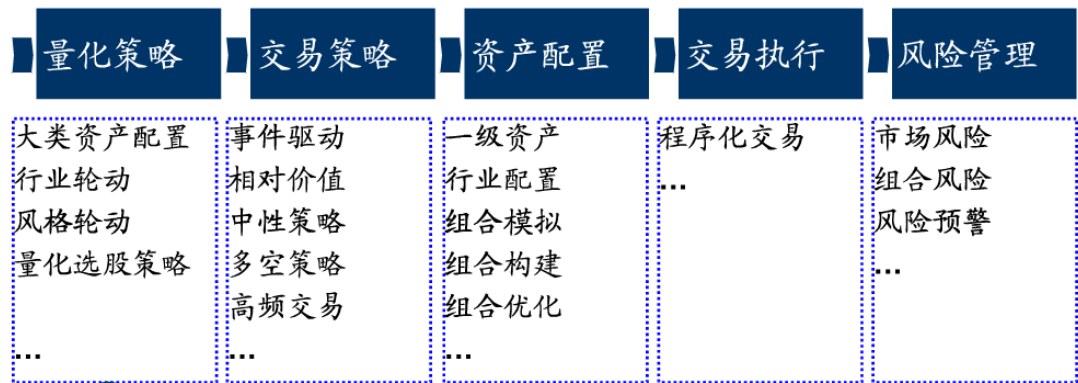 量化策略
交易策略
资产配置
交易执行
风险管理
大类资产配置
行业轮动
风格轮动
量化选股策略
...
事件驱动
相对价值
中性策略
多空策略
高频交易
...
一级资产
行业配置
组合模拟
组合构建
组合优化
...
程序化交易
...
市场风险
组合风险
风险预警
...